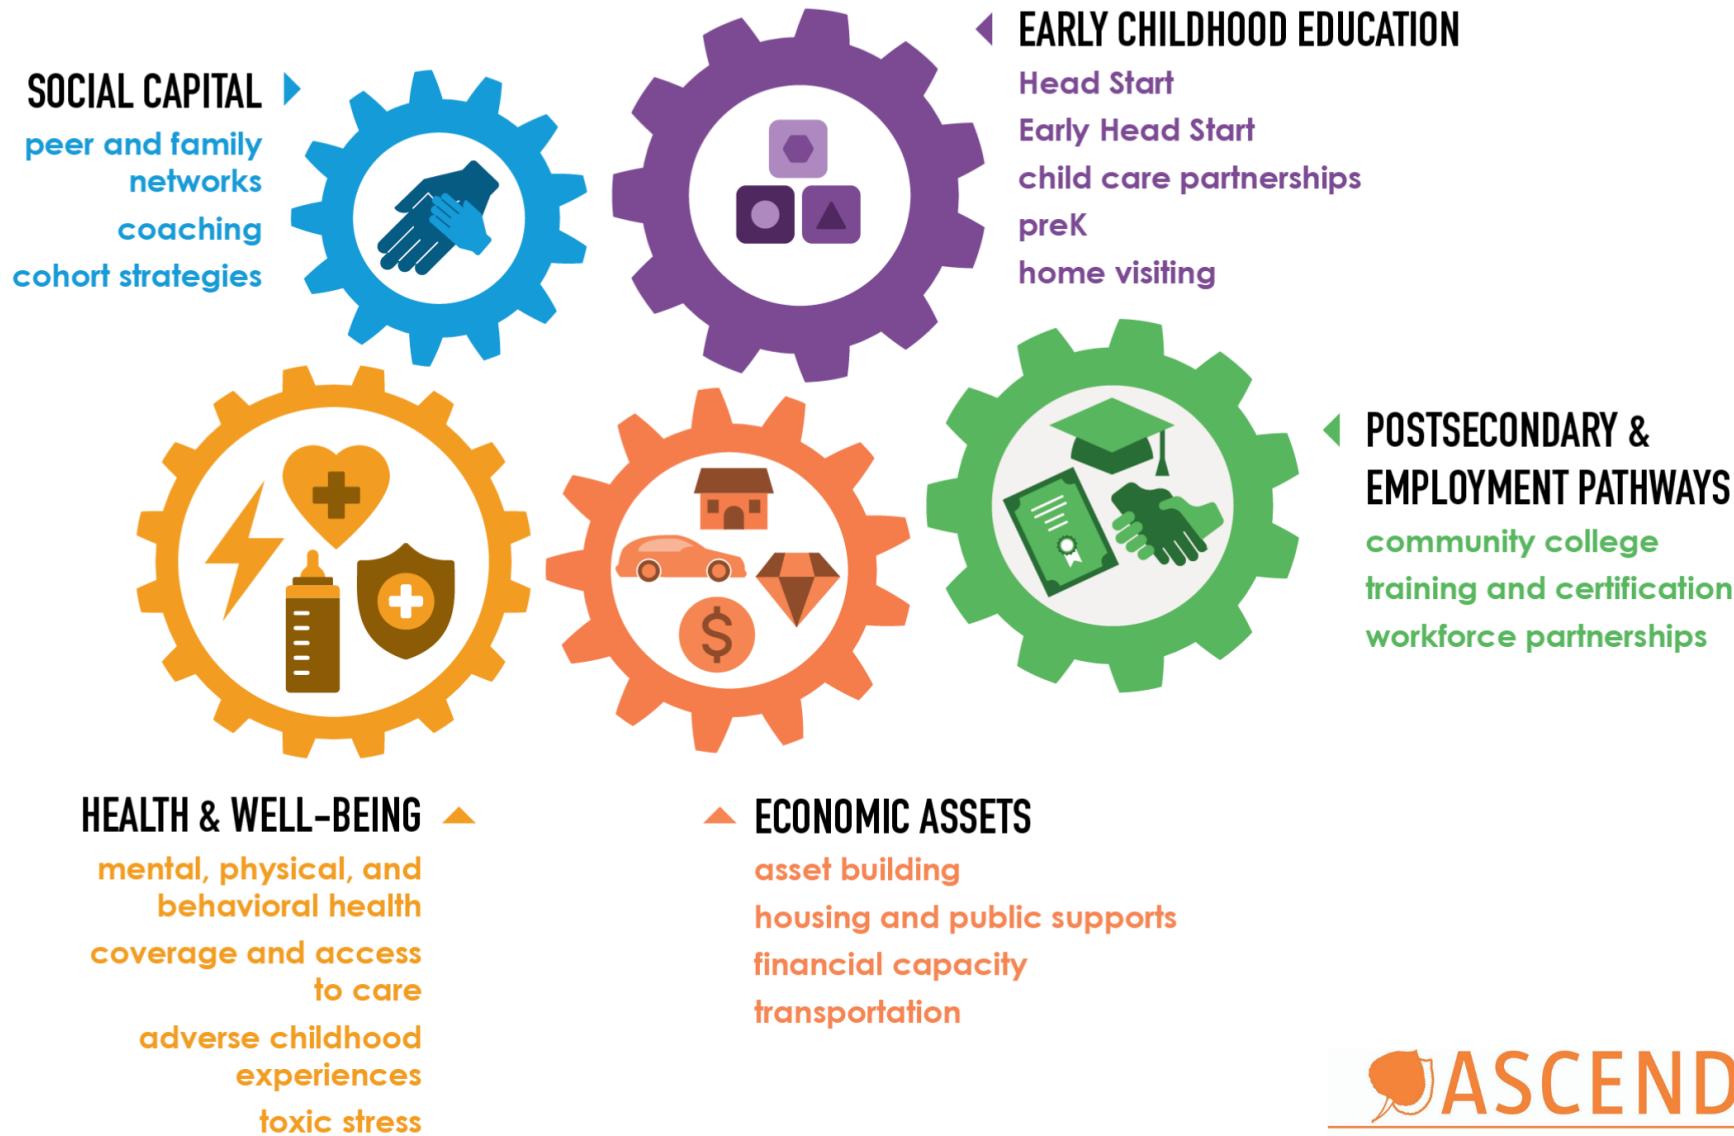 SOCIAL CAPITAL
peer and family
networks
coaching
cohort strategies
EARLY CHILDHOOD EDUCATION
Head Start
Early Head Start
child care partnerships
preK
home visiting
POSTSECONDARY &
EMPLOYMENT PATHWAYS
community college
training and certification
workforce partnerships
HEALTH & WELL-BEING
mental, physical, and
behavioral health
coverage and access
to care
adverse childhood
experiences
toxic stress
$
ECONOMIC ASSETS
asset building
housing and public supports
financial capacity
transportation
ASCEND